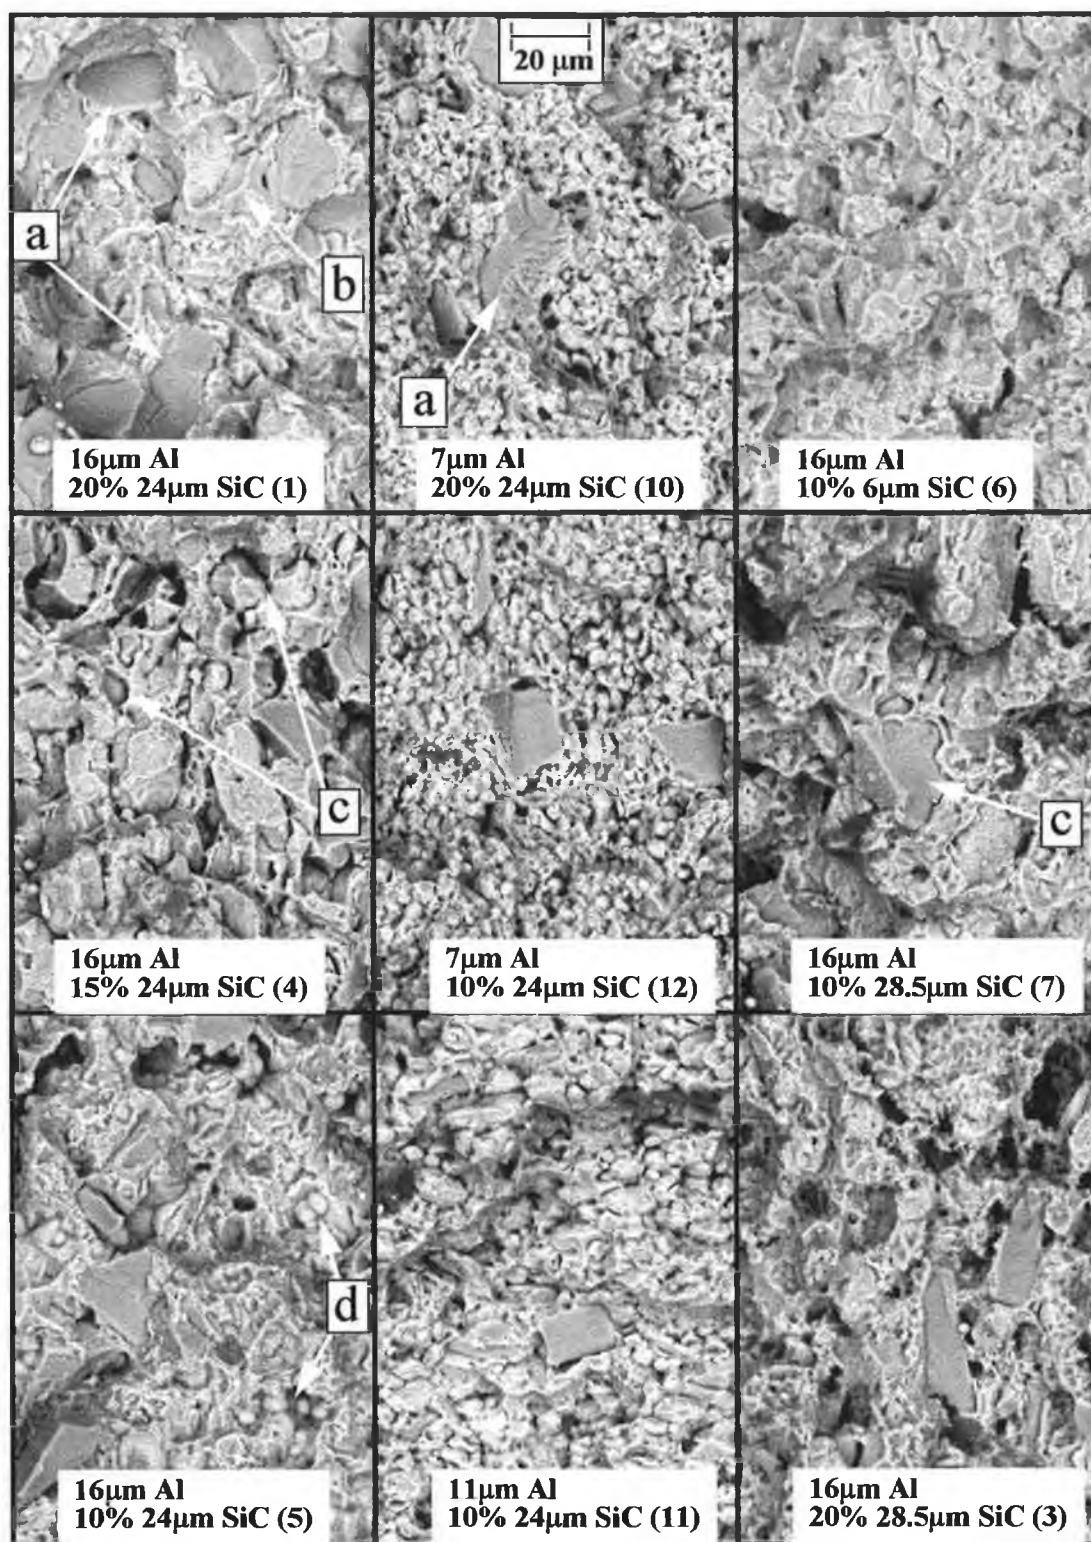 20 µm
a
b
a
16µm Al
20% 24µm SiC (1)
7µm Al
20% 24µm SiC (10)
16µm Al
10% 6µm SiC (6)
c
c
16µm Al
15% 24µm SiC (4)
7µm Al
10% 24µm SiC (12)
16µm Al
10% 28.5µm SiC (7)
d
16µm Al
10% 24µm SiC (5)
11µm Al
10% 24µm SiC (11)
16µm Al
20% 28.5µm SiC (3)